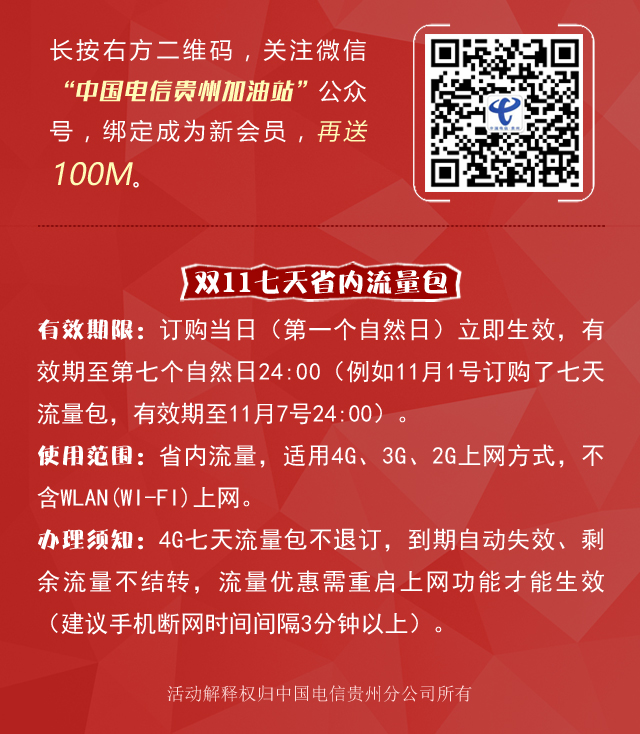 长按右方二维码，关注微信
“中国电信贵州加油站”公众
号，绑定成为新会员，再送
100M。
双11七天省内流量包
有效期限：订购当日（第一个自然日）立即生效，有
效期至第七个自然日24:00（例如11月1号订购了七天
流量包，有效期至11月7号24:00）。
使用范围：省内流量，适用4G、3G、2G上网方式，不
含WLAN(WI-FI)上网。
办理须知：4G七天流量包不退订，到期自动失效、剩
余流量不结转，流量优惠需重启上网功能才能生效
（建议手机断网时间间隔3分钟以上）。
活动解释权归中国电信贵州分公司所有